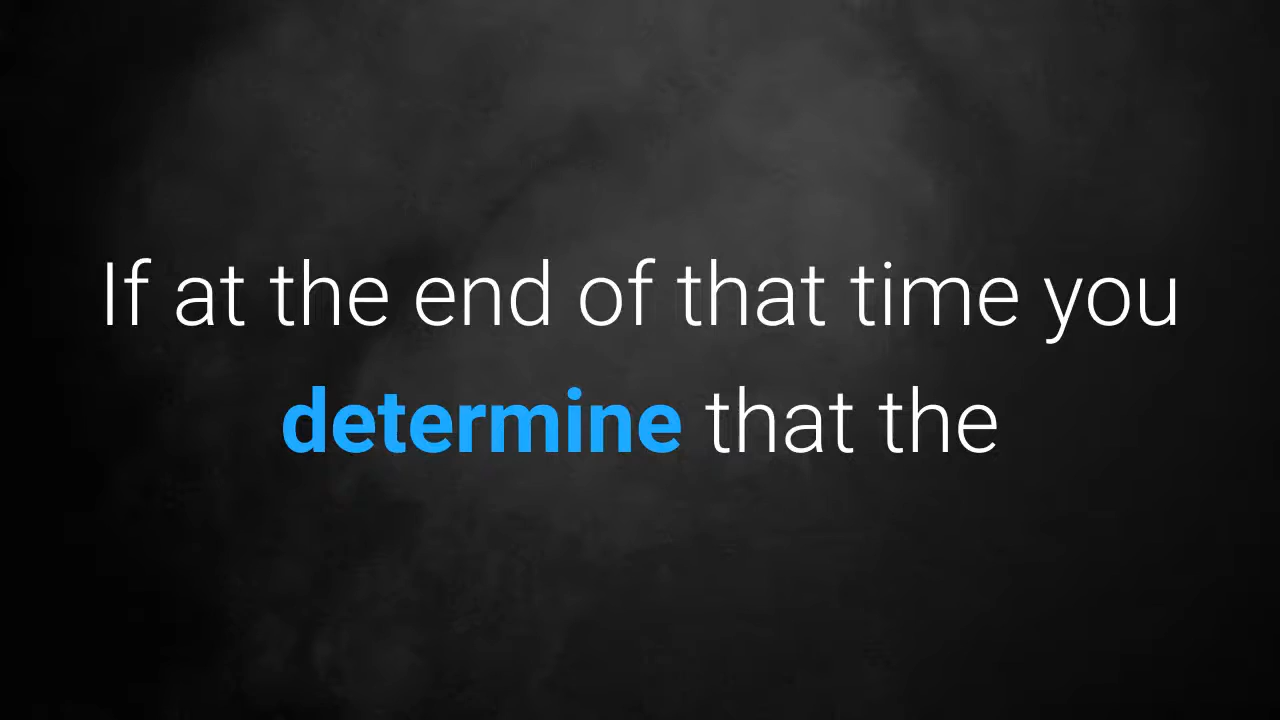 If at the end of that time you
determine that the